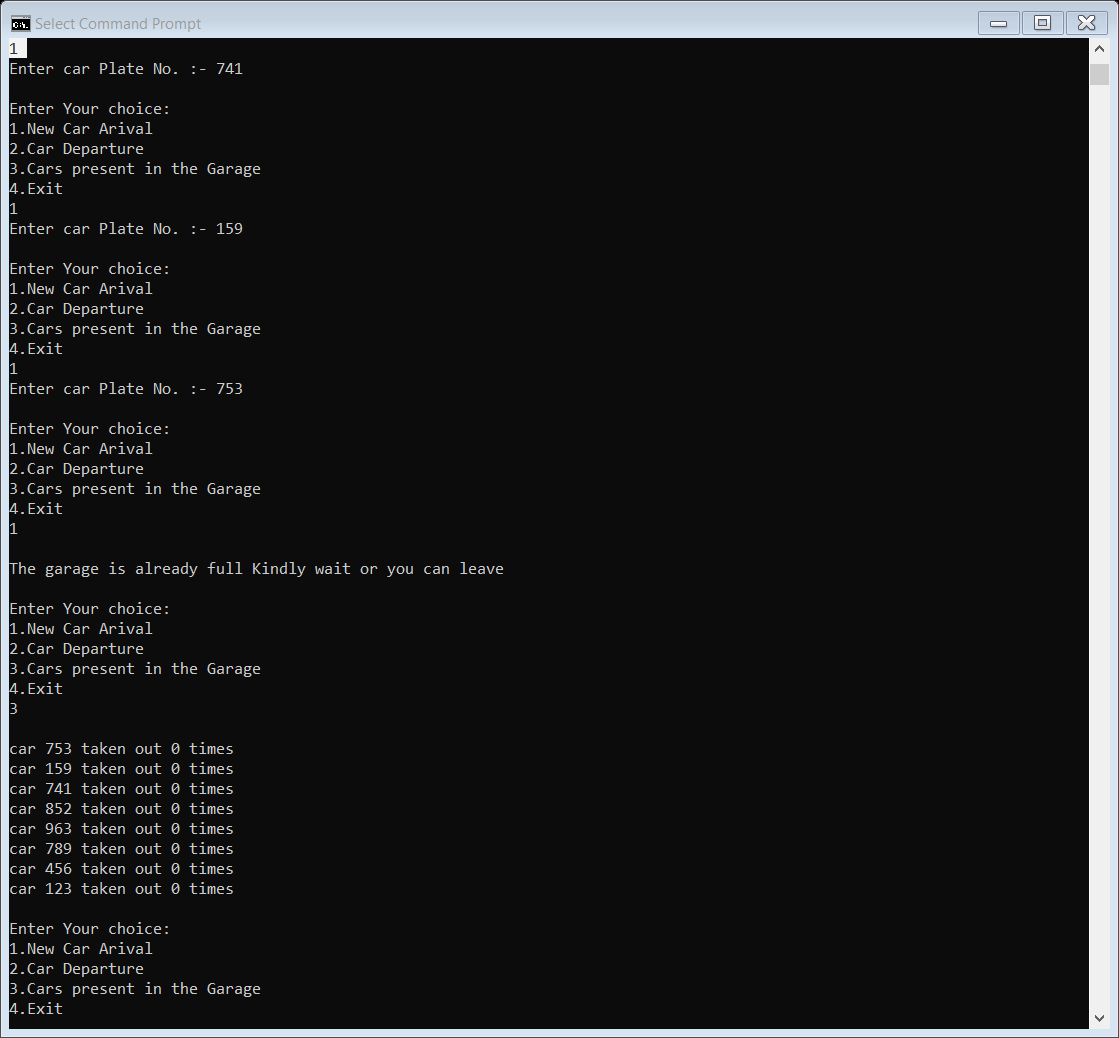 Select Command Prompt
1
Enter car Plate No. :- 741
Enter Your choice:
1.New Car Arival
2.Car Departure
3.Cars present in the Garage
4.Exit
1
Enter car Plate No. :- 159
Enter Your choice:
1.New Car Arival
2.Car Departure
3.Cars present in the Garage
4.Exit
1
Enter car Plate No. :- 753
Enter Your choice:
1.New Car Arival
2.Car Departure
3.Cars present in the Garage
4.Exit
1
The garage is already full Kindly wait or you can leave
Enter Your choice:
1.New Car Arival
2.Car Departure
3.Cars present in the Garage
4.Exit
3
car 753 taken out 0 times
car 159 taken out 0 times
car 741 taken out 0 times
car 852 taken out 0 times
car 963 taken out 0 times
car 789 taken out 0 times
car 456 taken out 0 times
car 123 taken out 0 times
Enter Your choice:
1.New Car Arival
2.Car Departure
3.Cars present in the Garage
4.Exit